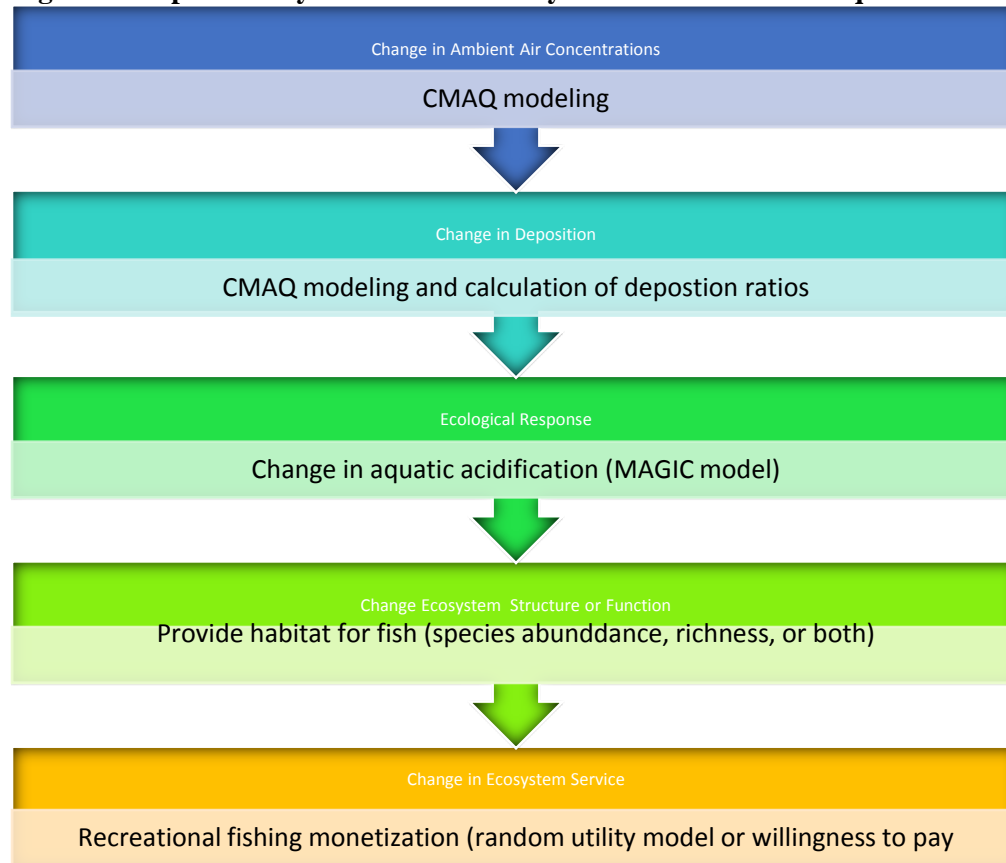 Change in Ambient Air Concentrations
CMAQ modeling
Change in Deposition
CMAQ modeling and calculation of depostion ratios
Ecological Response
Change in aquatic acidification (MAGIC model)
Change Ecosystem Structure or Function
Provide habitat for fish (species abunddance, richness, or both)
Change in Ecosystem Service
Recreational fishing monetization (random utility model or willingness to pay